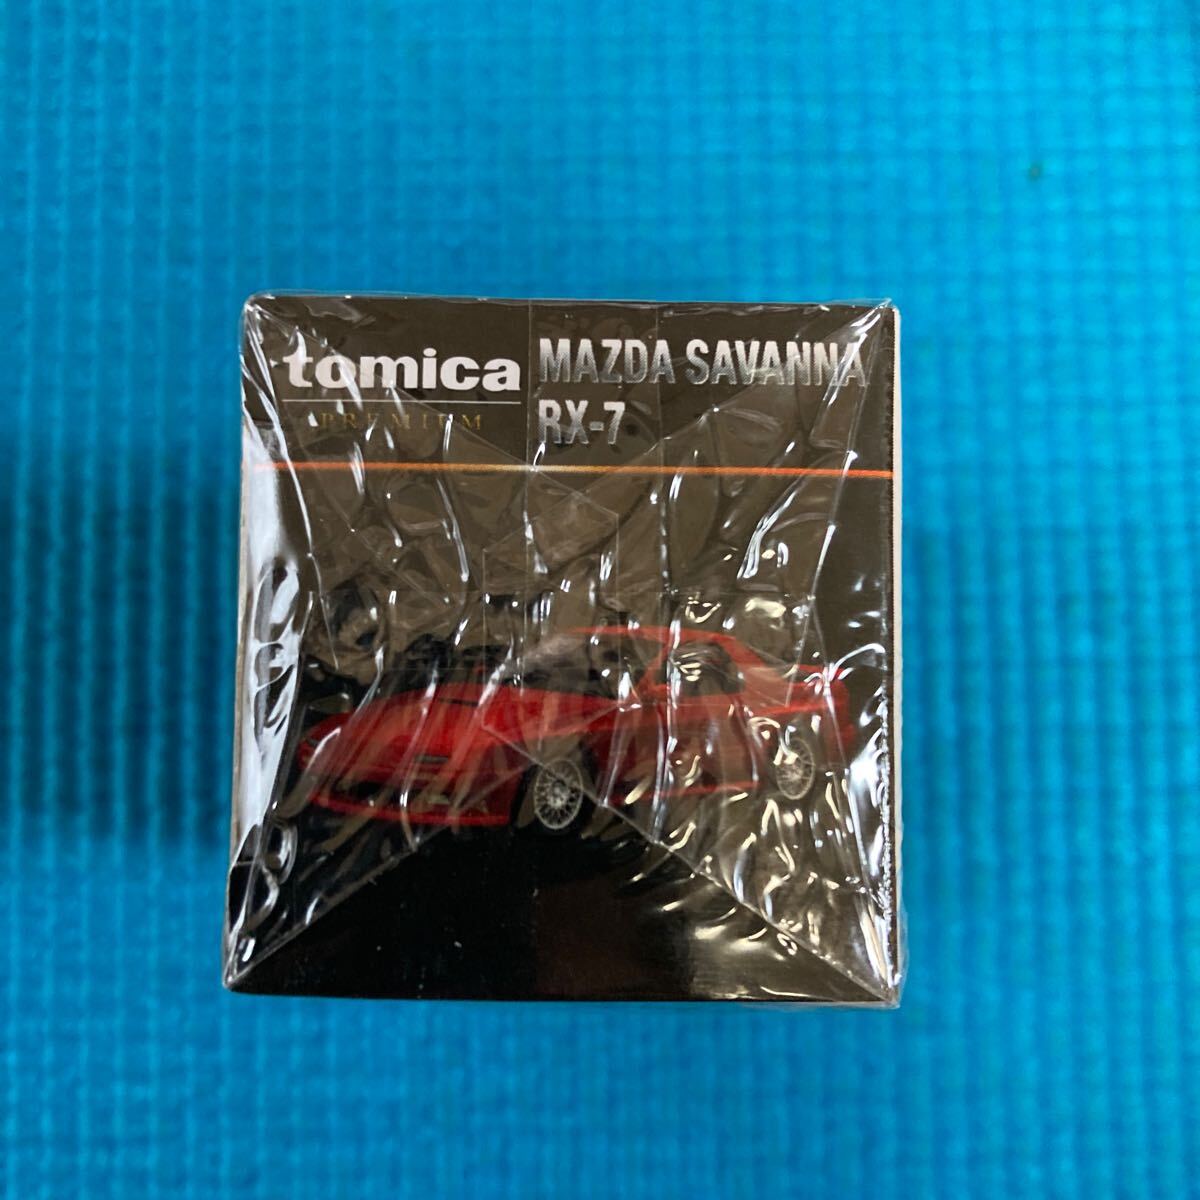 tomica
PREMIUM
MAZDA SAVANNA
RX-7